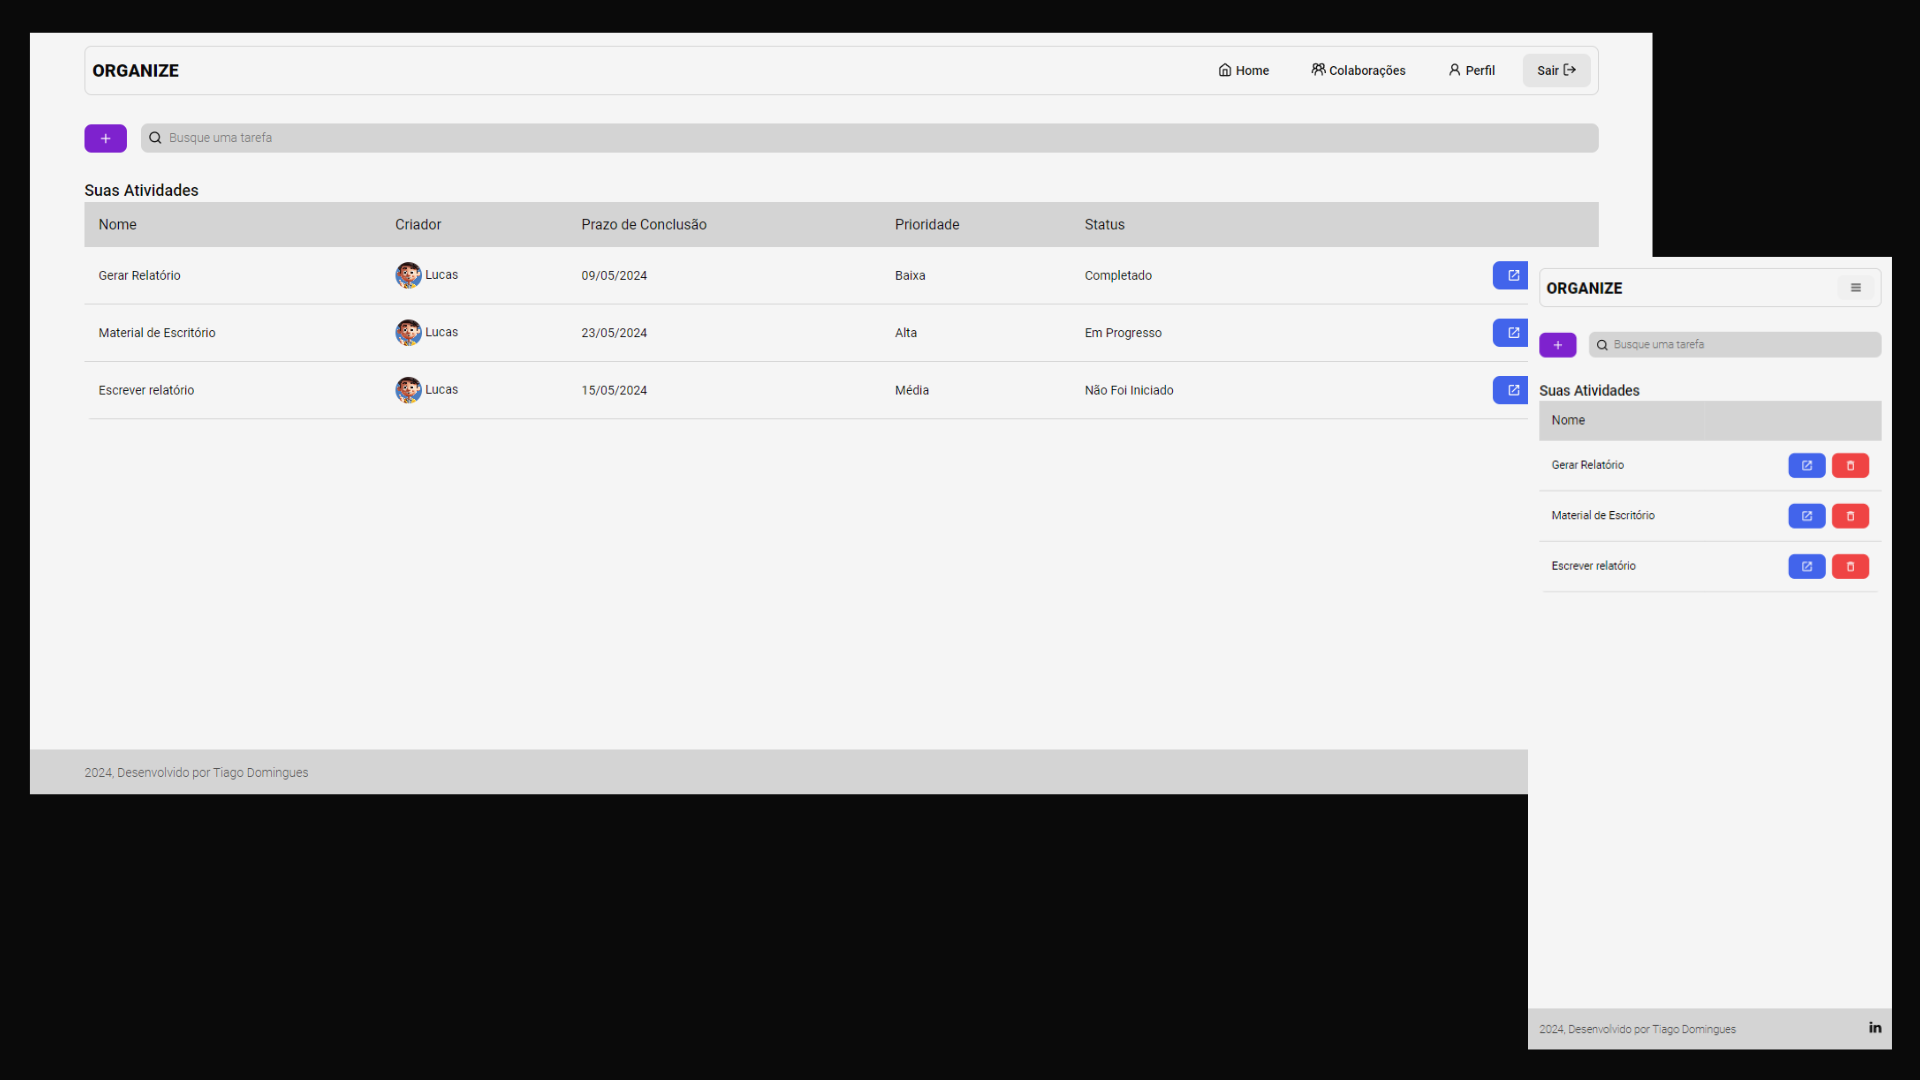 ORGANIZE Home Colaborações Perfil Sair
+ Busque uma tarefa
Suas Atividades
Nome Criador Prazo de Conclusão Prioridade Status
Gerar Relatório Lucas 09/05/2024 Baixa Completado
Material de Escritório Lucas 23/05/2024 Alta Em Progresso
Escrever relatório Lucas 15/05/2024 Média Não Foi Iniciado
2024, Desenvolvido por Tiago Domingues
ORGANIZE
+ Busque uma tarefa
Suas Atividades
Nome
Gerar Relatório
Material de Escritório
Escrever relatório
2024, Desenvolvido por Tiago Domingues in